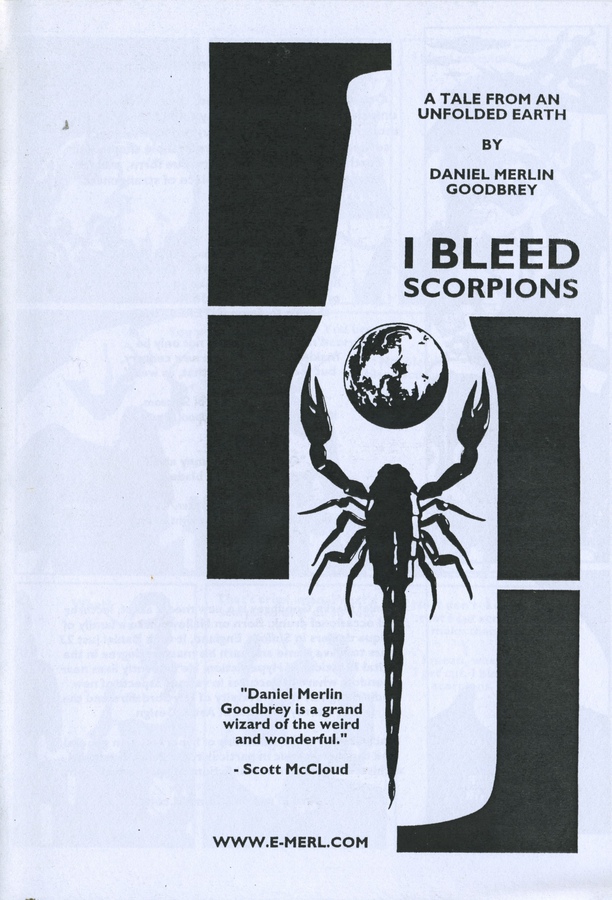 A TALE FROM AN
UNFOLDED EARTH
BY
DANIEL MERLIN
GOODBREY
I BLEED
SCORPIONS
"Daniel Merlin
Goodbrey is a grand
wizard of the weird
and wonderful."
- Scott McCloud
WWW.E-MERL.COM